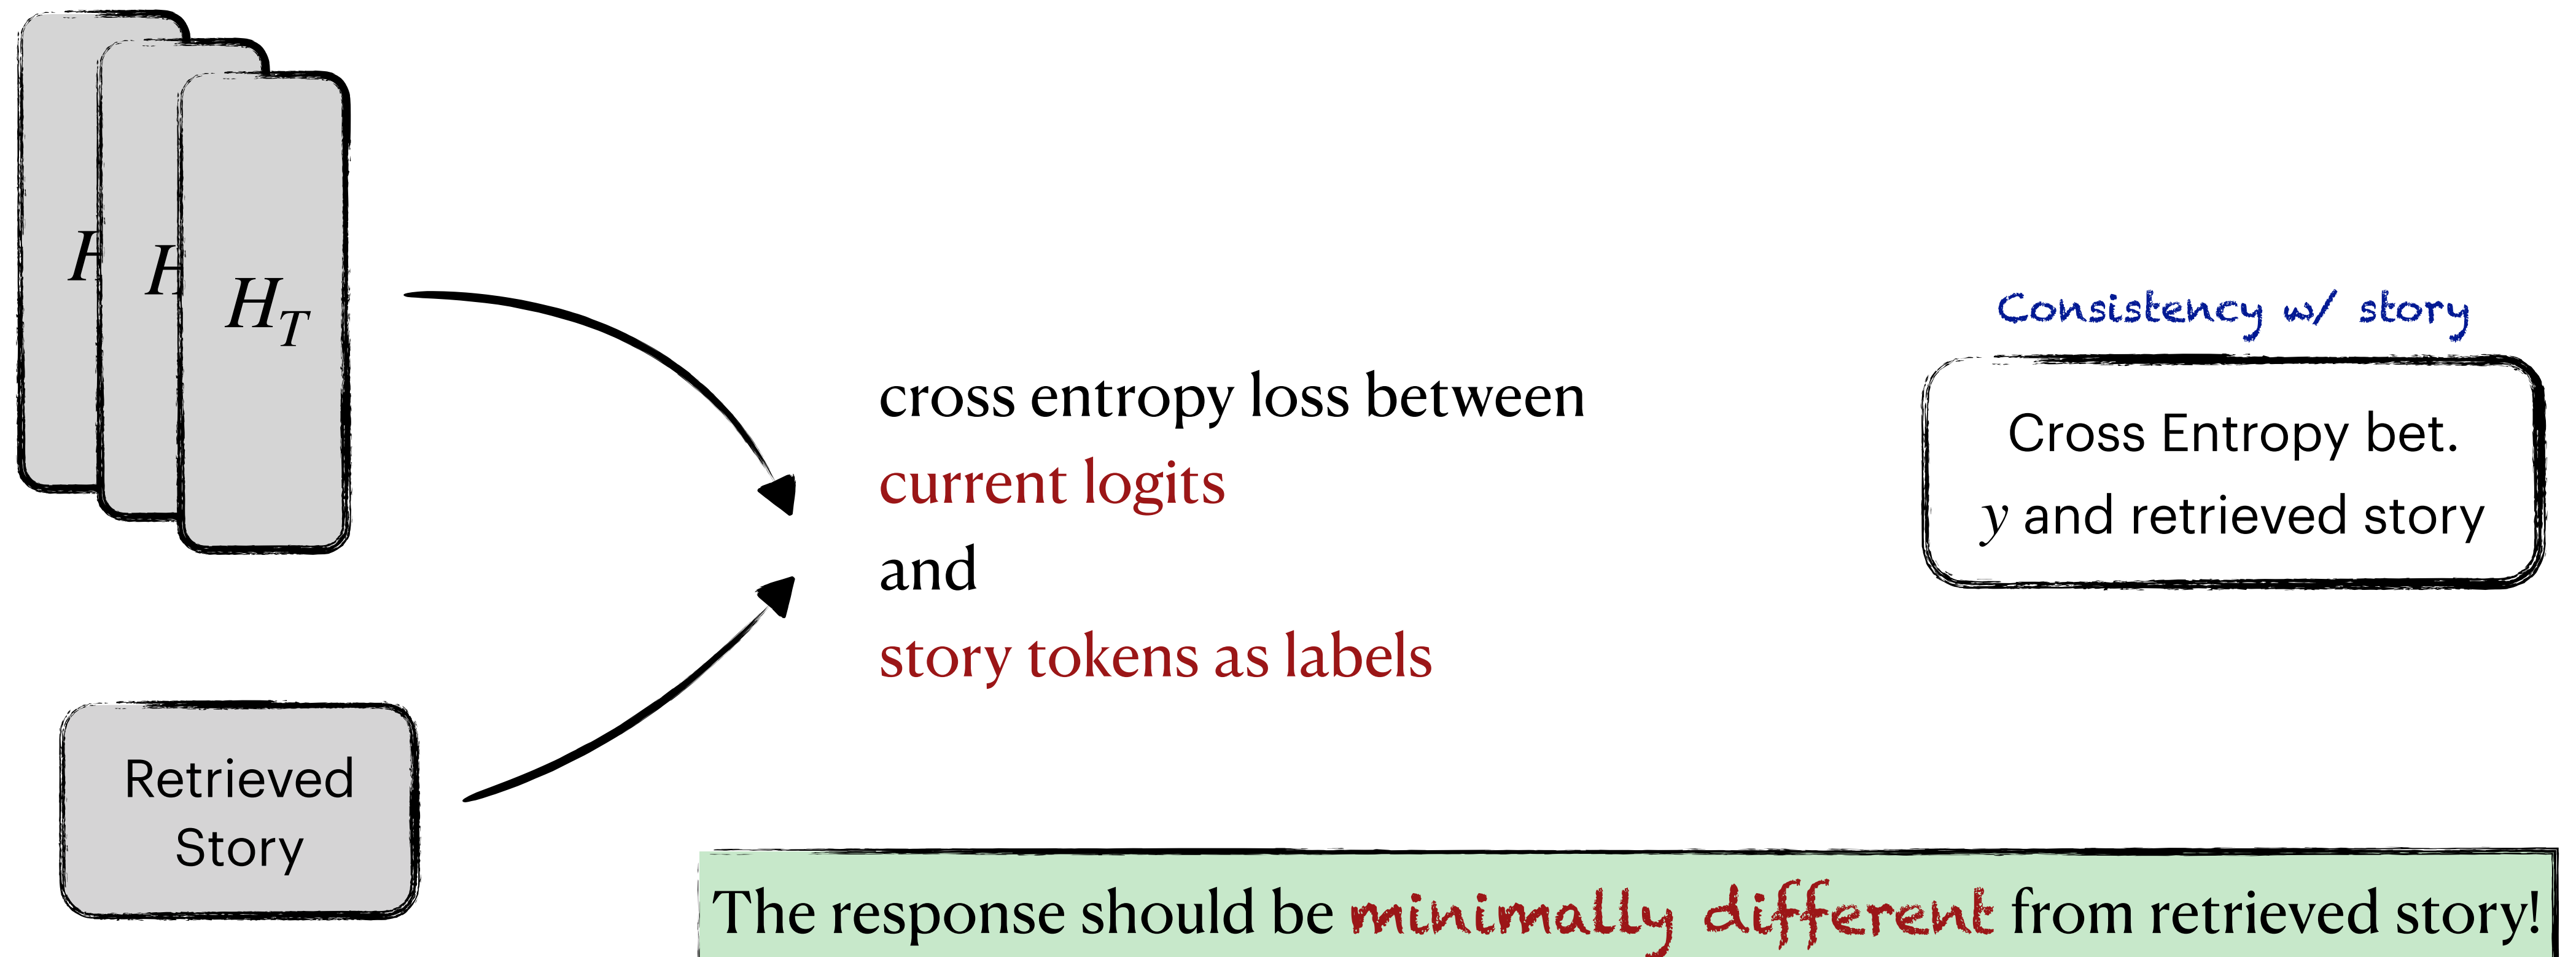 H
H
H_T
cross entropy loss between
current logits
and
story tokens as labels
Consistency w/ story
Cross Entropy bet.
y and retrieved story
Retrieved
Story
The response should be minimally different from retrieved story!